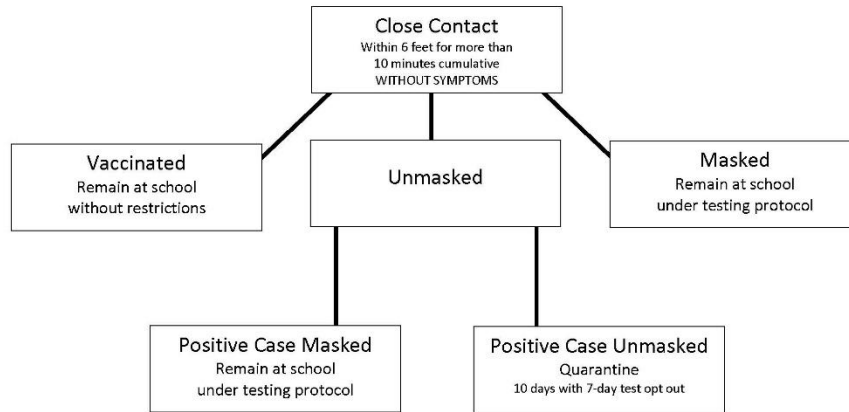 Close Contact
Within 6 feet for more than
10 minutes cumulative
WITHOUT SYMPTOMS
Vaccinated
Remain at school
without restrictions
Unmasked
Masked
Remain at school
under testing protocol
Positive Case Masked
Remain at school
under testing protocol
Positive Case Unmasked
Quarantine
10 days with 7-day test opt out